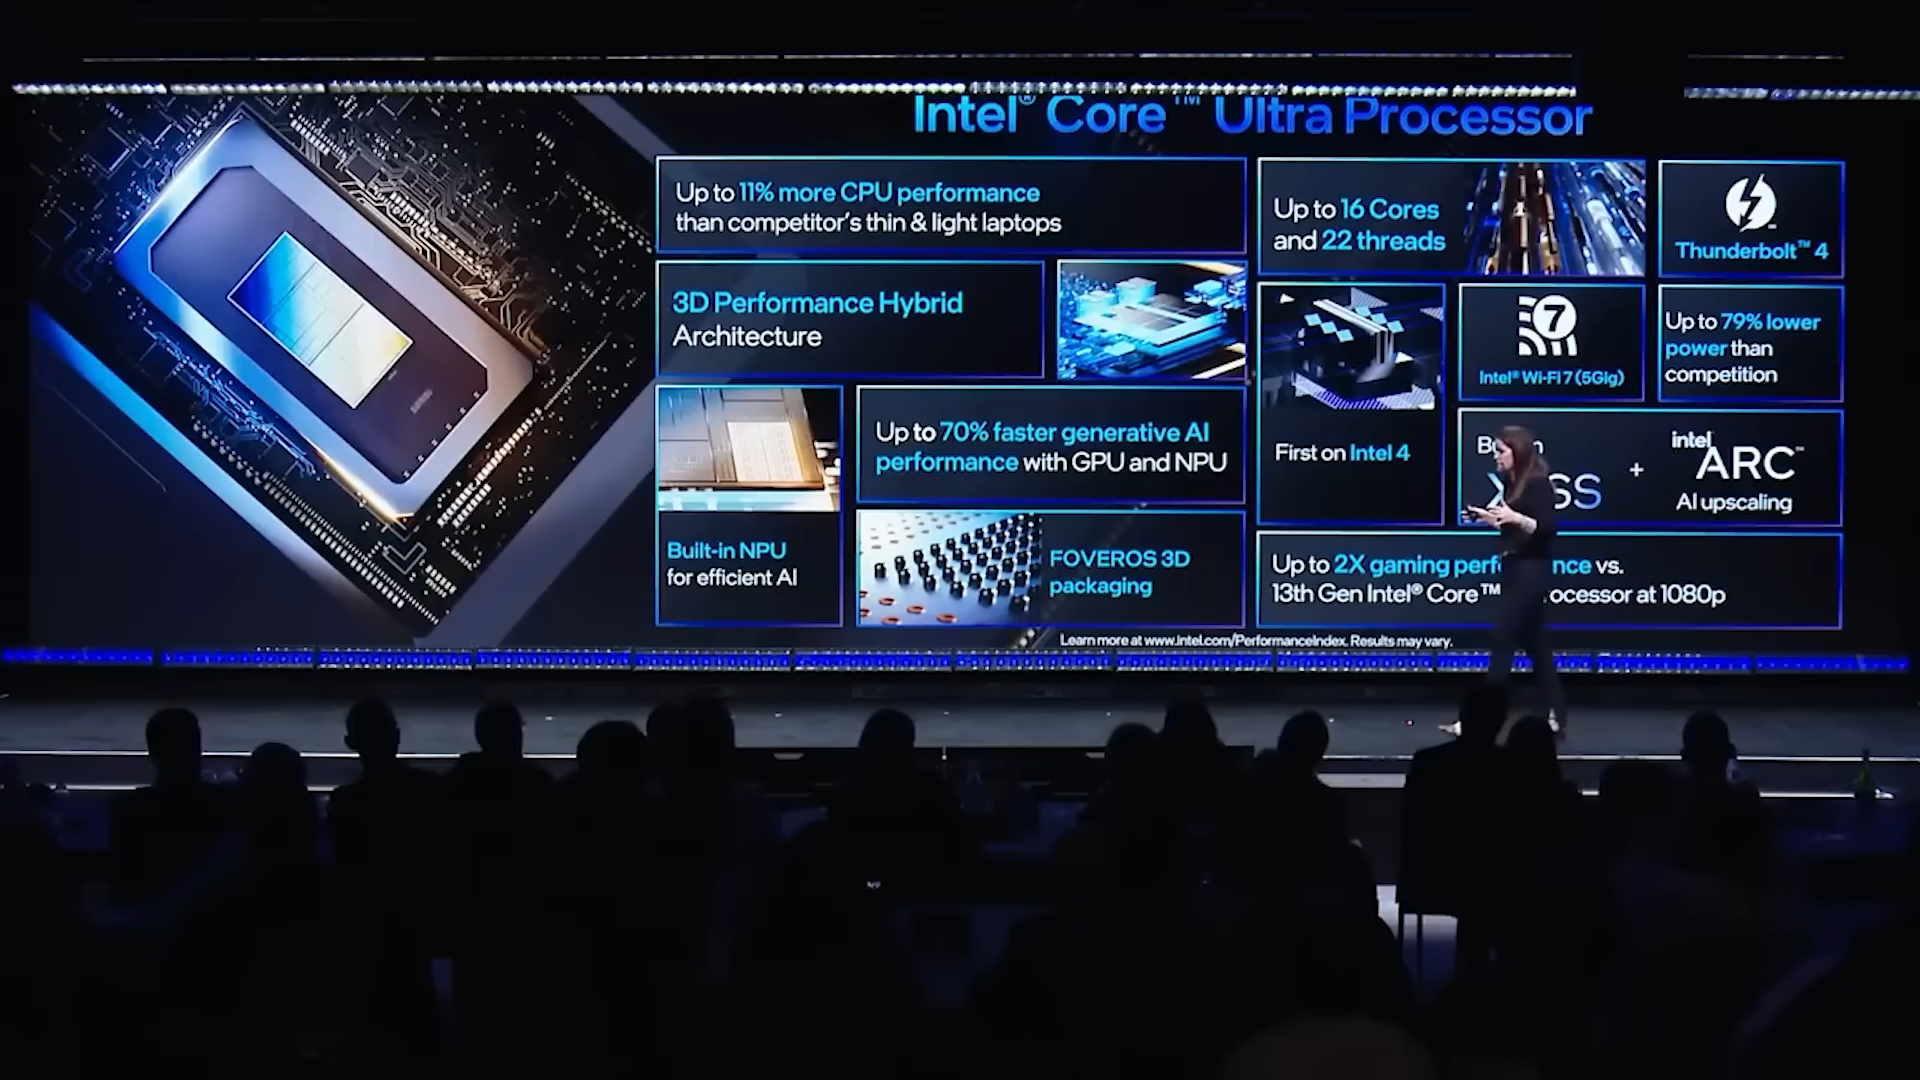 Intel® Core™ Ultra Processor
Up to 11% more CPU performance
than competitor's thin & light laptops
Up to 16 Cores
and 22 threads
Thunderbolt™ 4
3D Performance Hybrid
Architecture
First on Intel 4
7
Intel® Wi-Fi 7 (5Gig)
Up to 79% lower
power than
competition
Built-in NPU
for efficient AI
Up to 70% faster generative AI
performance with GPU and NPU
+
intel
ARC™
AI upscaling
FOVEROS 3D
packaging
Up to 2X gaming vs.
13th Gen Intel® Core™ at 1080p
Learn more at www.intel.com/PerformanceIndex. Results may vary.